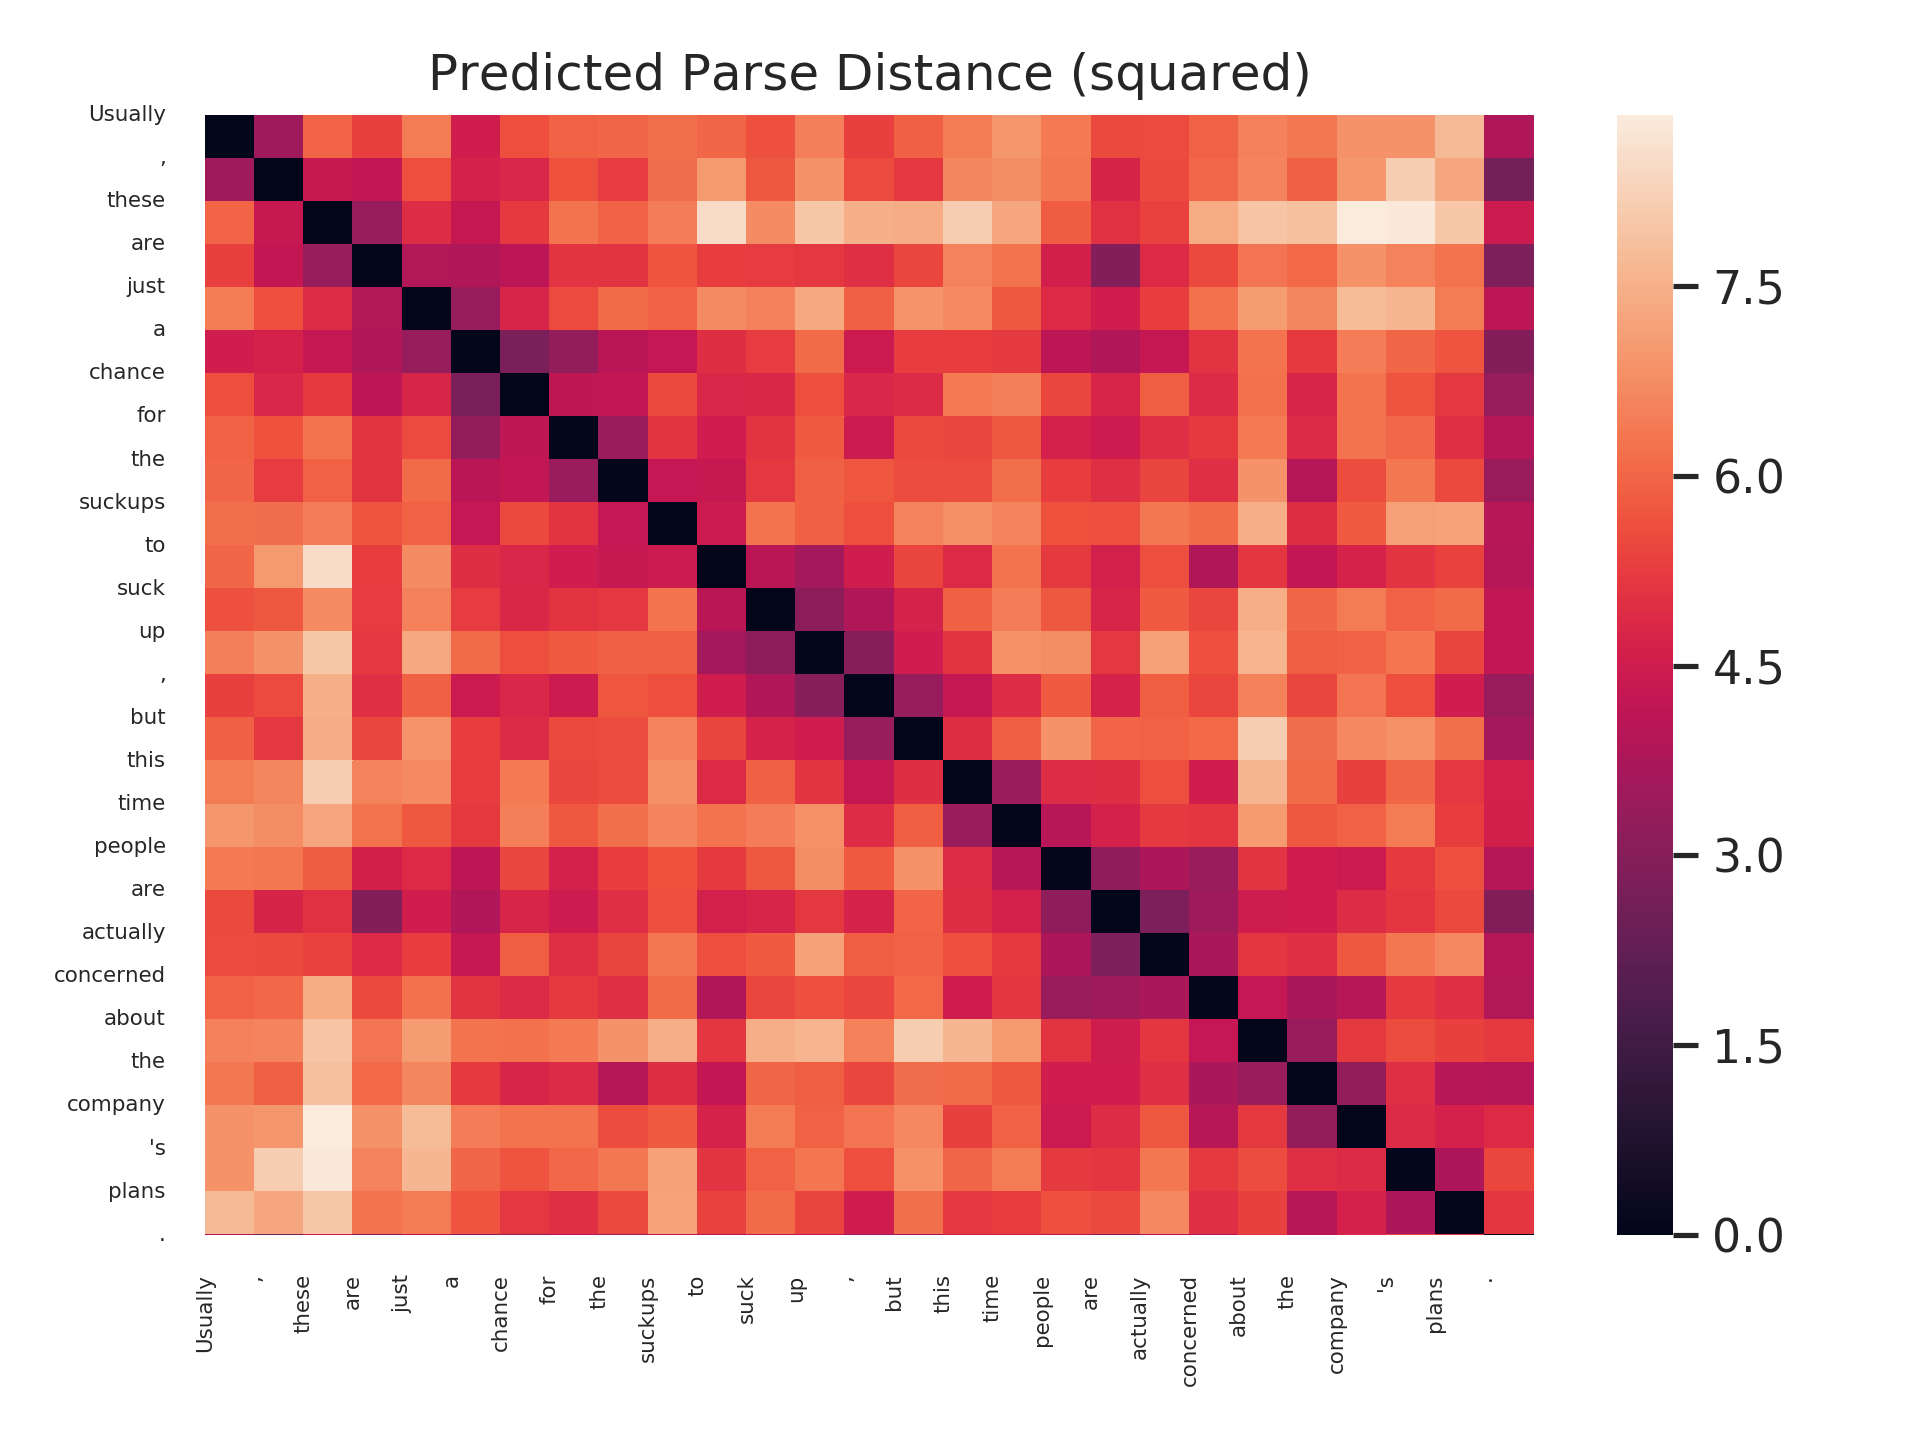 Predicted Parse Distance (squared)
Usually
,
these
are
just
a
chance
for
the
suckups
to
suck
up
,
but
this
time
people
are
actually
concerned
about
the
company
's
plans
.
7.5
6.0
4.5
3.0
1.5
0.0
Usually
,
these
are
just
a
chance
for
the
suckups
to
suck
up
,
but
this
time
people
are
actually
concerned
about
the
company
's
plans
.